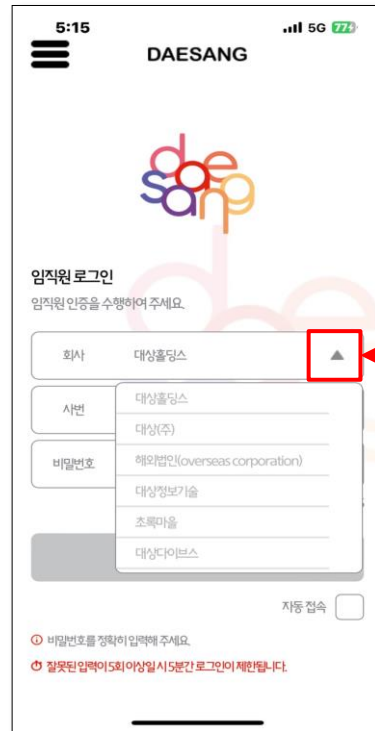 5:15 5G 77
DAESANG
daesang
임직원 로그인
임직원 인증을 수행하여 주세요.
회사 대상홀딩스
사번
비밀번호
대상홀딩스
대상(주)
해외법인(overseas corporation)
대상정보기술
초록마을
대상다이브스
자동 접속
비밀번호를 정확히 입력해 주세요.
잘못된 입력이 5회 이상일 시 5분간 로그인이 제한됩니다.